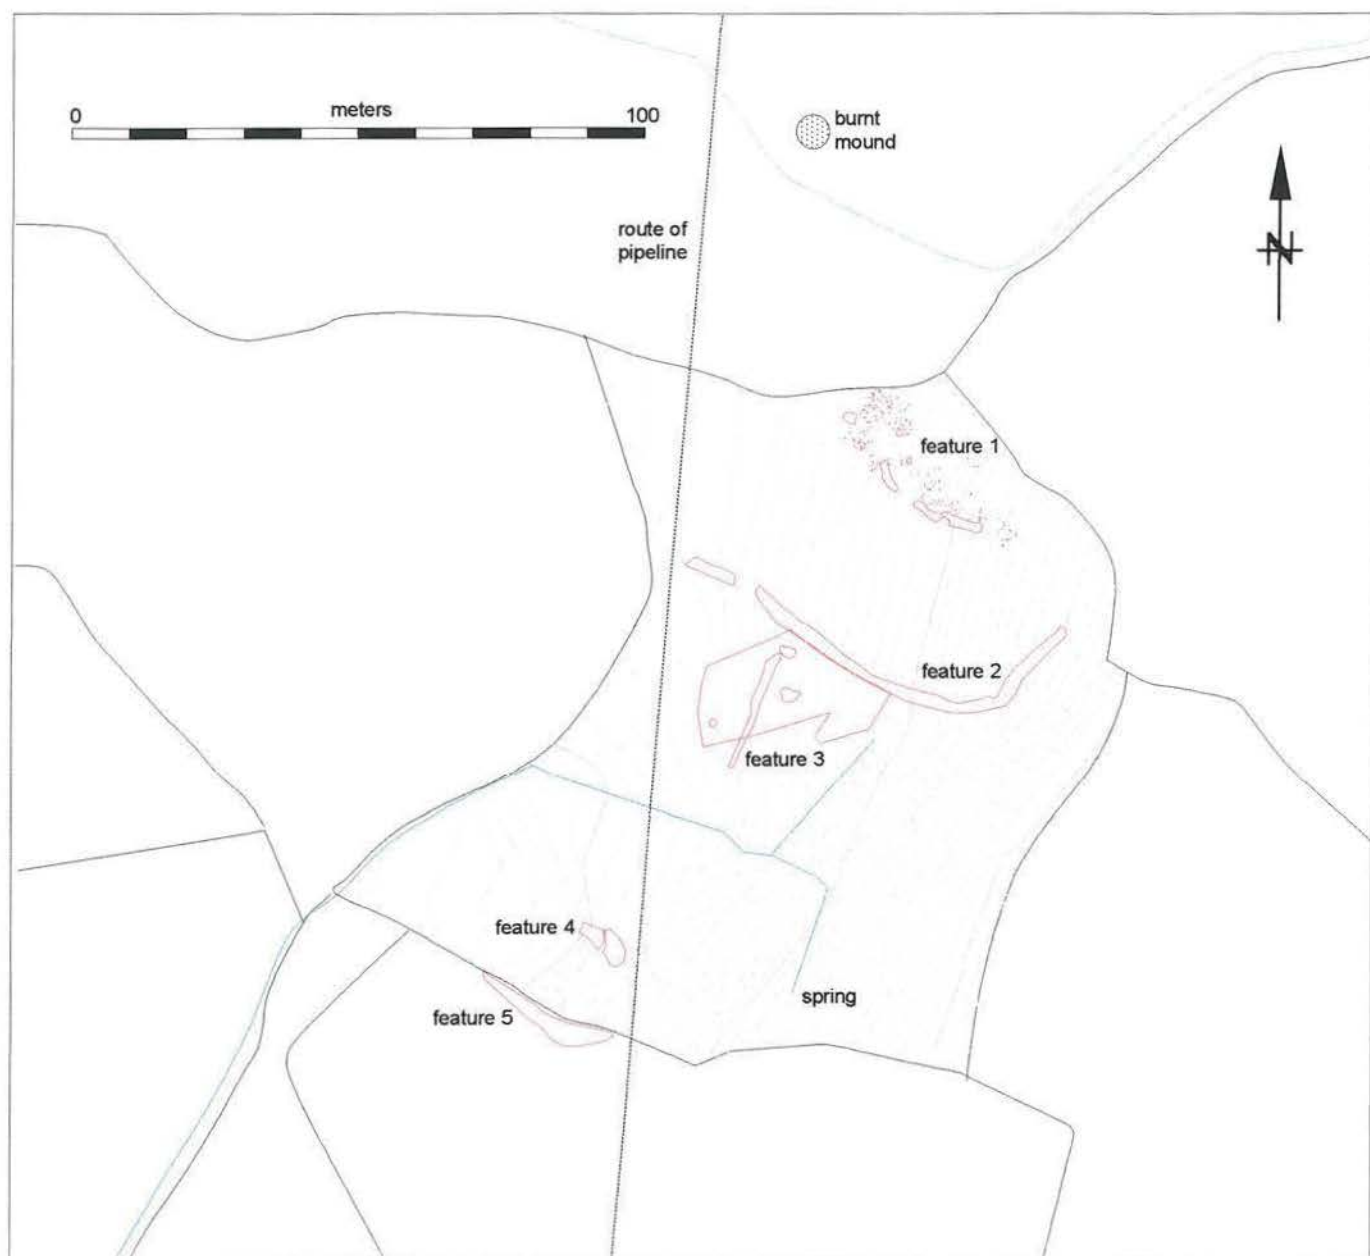 0 meters 100
burnt
mound
route of
pipeline
N
feature 1
feature 2
feature 3
feature 4
spring
feature 5